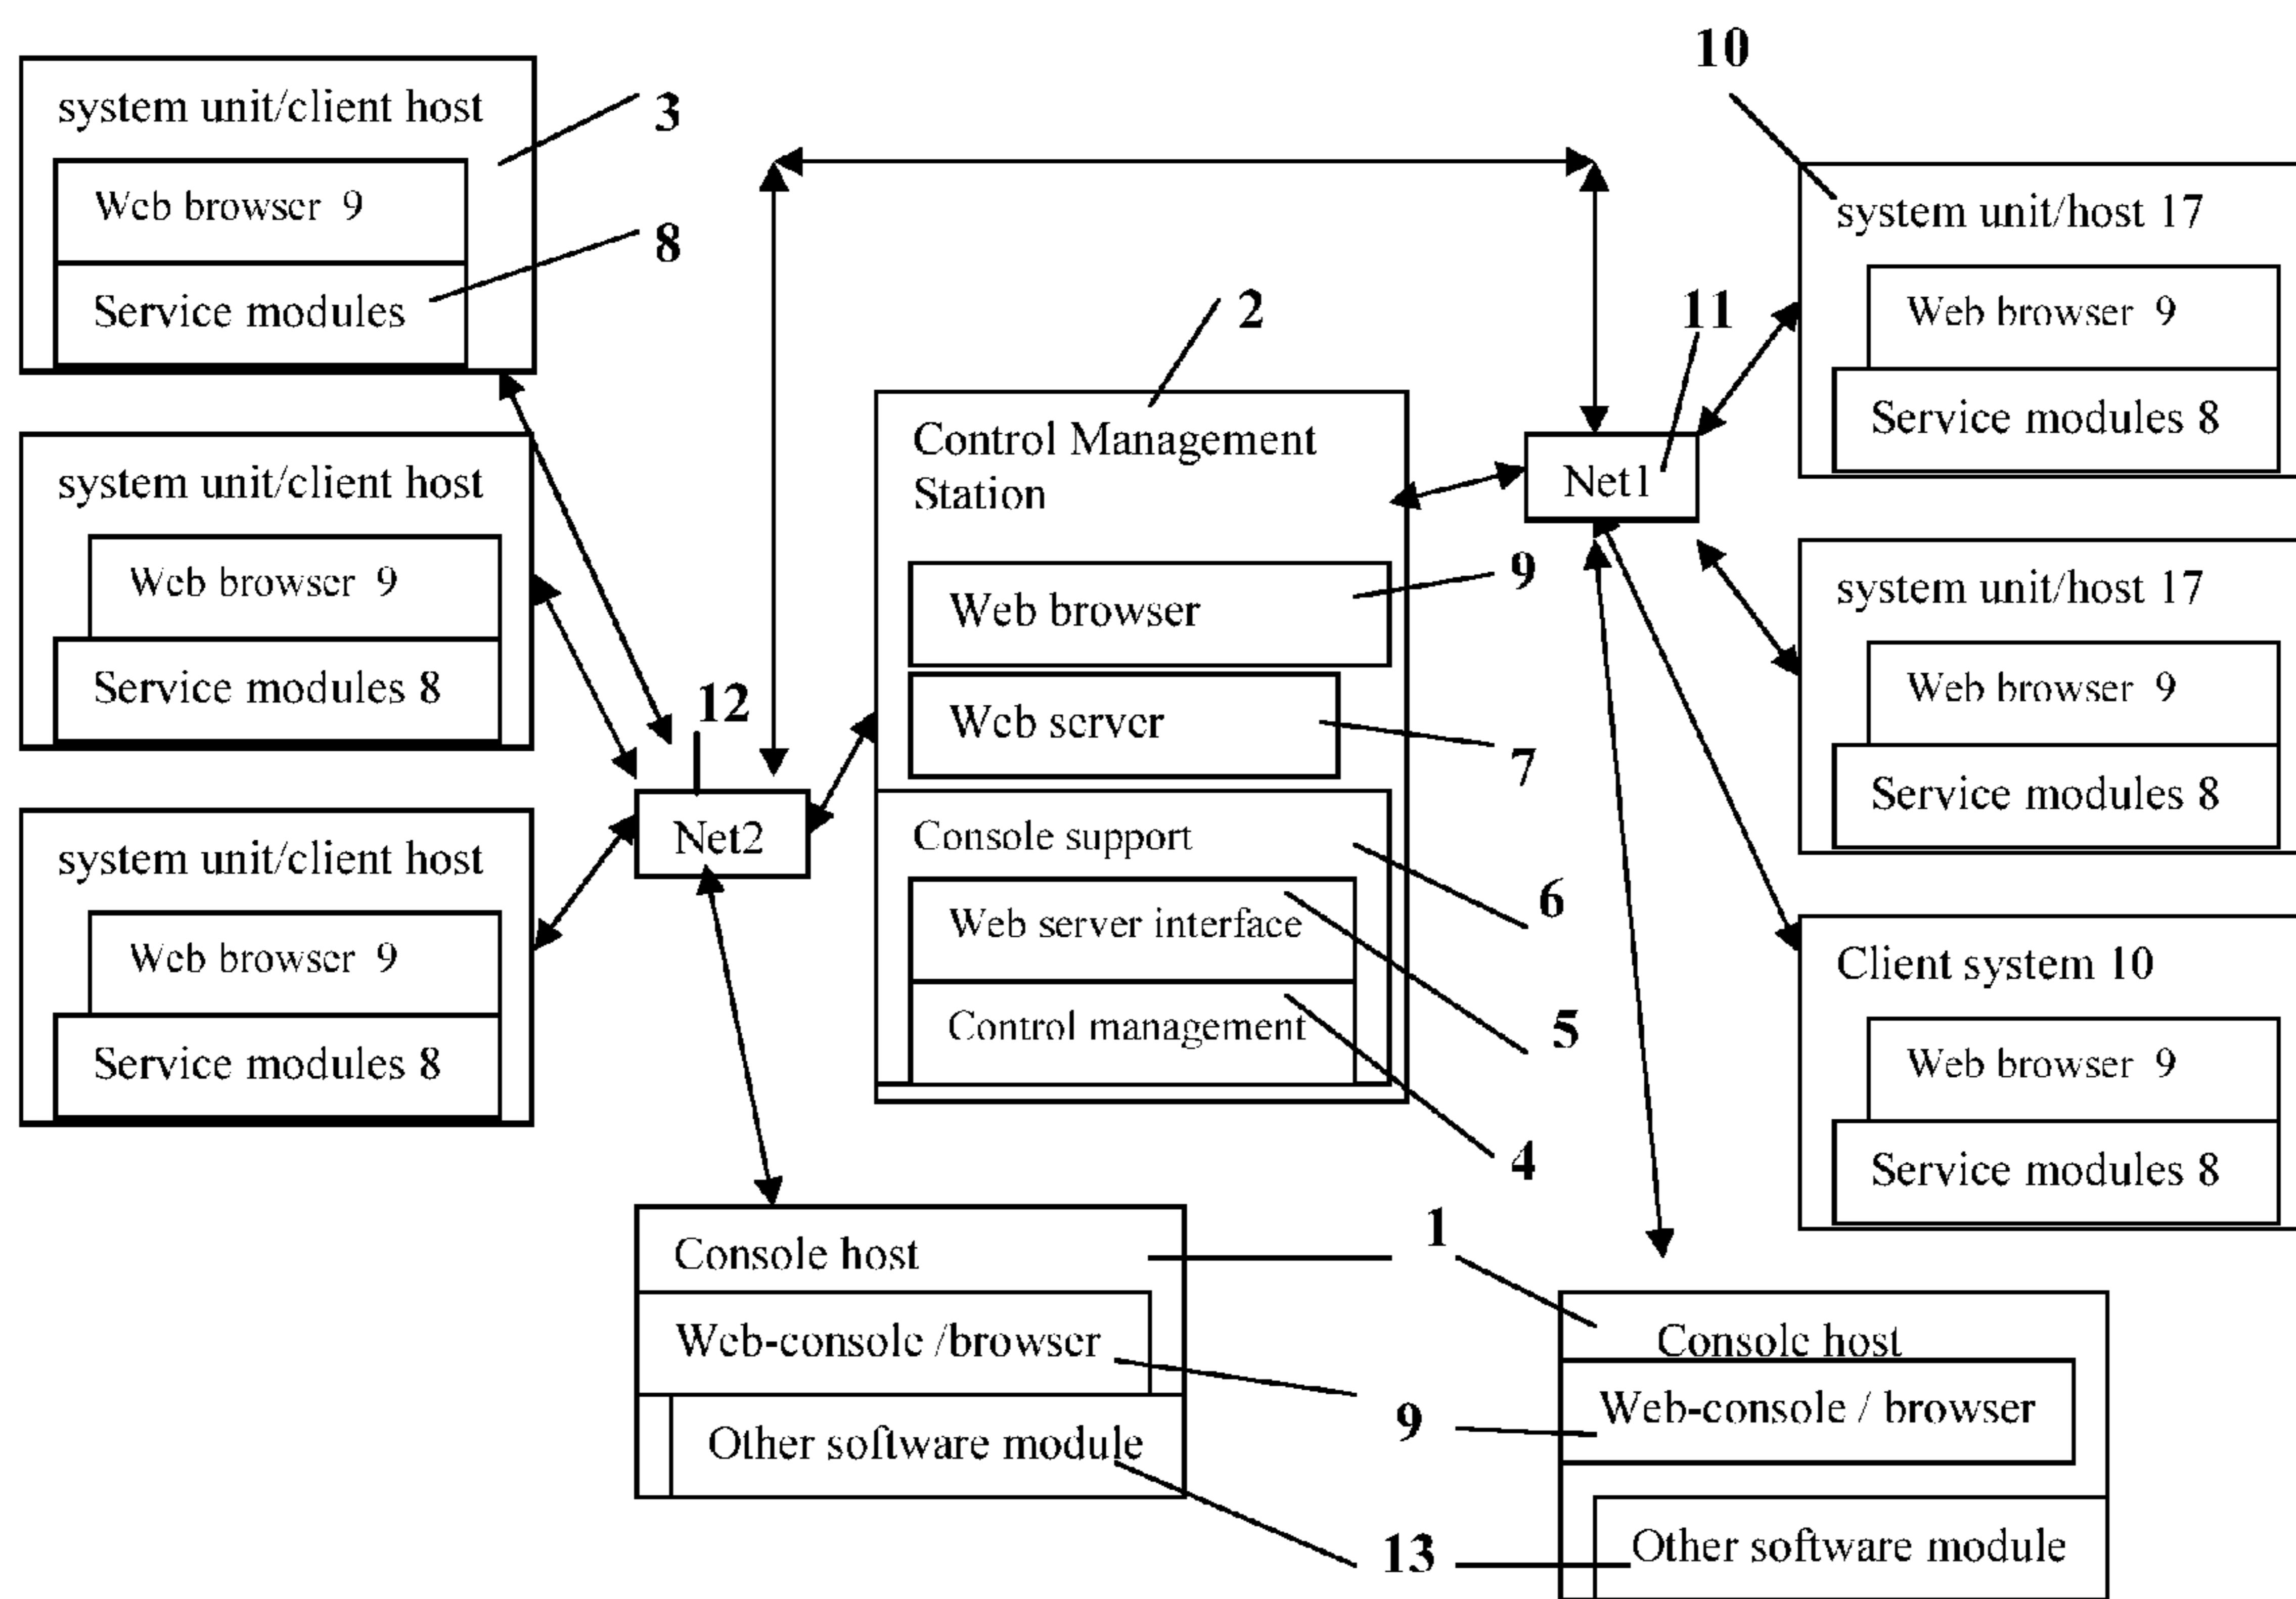 system unit/client host
3
Web browser 9
8
Service modules
system unit/client host
Web browser 9
Service modules 8
system unit/client host
Web browser 9
Service modules 8
12
Net2
2
Control Management
Station
Web browser
9
Web server
7
Console support
6
Web server interface
5
Control management
4
10
system unit/host 17
11
Web browser 9
Service modules 8
Net1
system unit/host 17
Web browser 9
Service modules 8
Client system 10
Web browser 9
Service modules 8
Console host
1
Web-console /browser
9
Other software module
13
Console host
Web-console / browser
Other software module